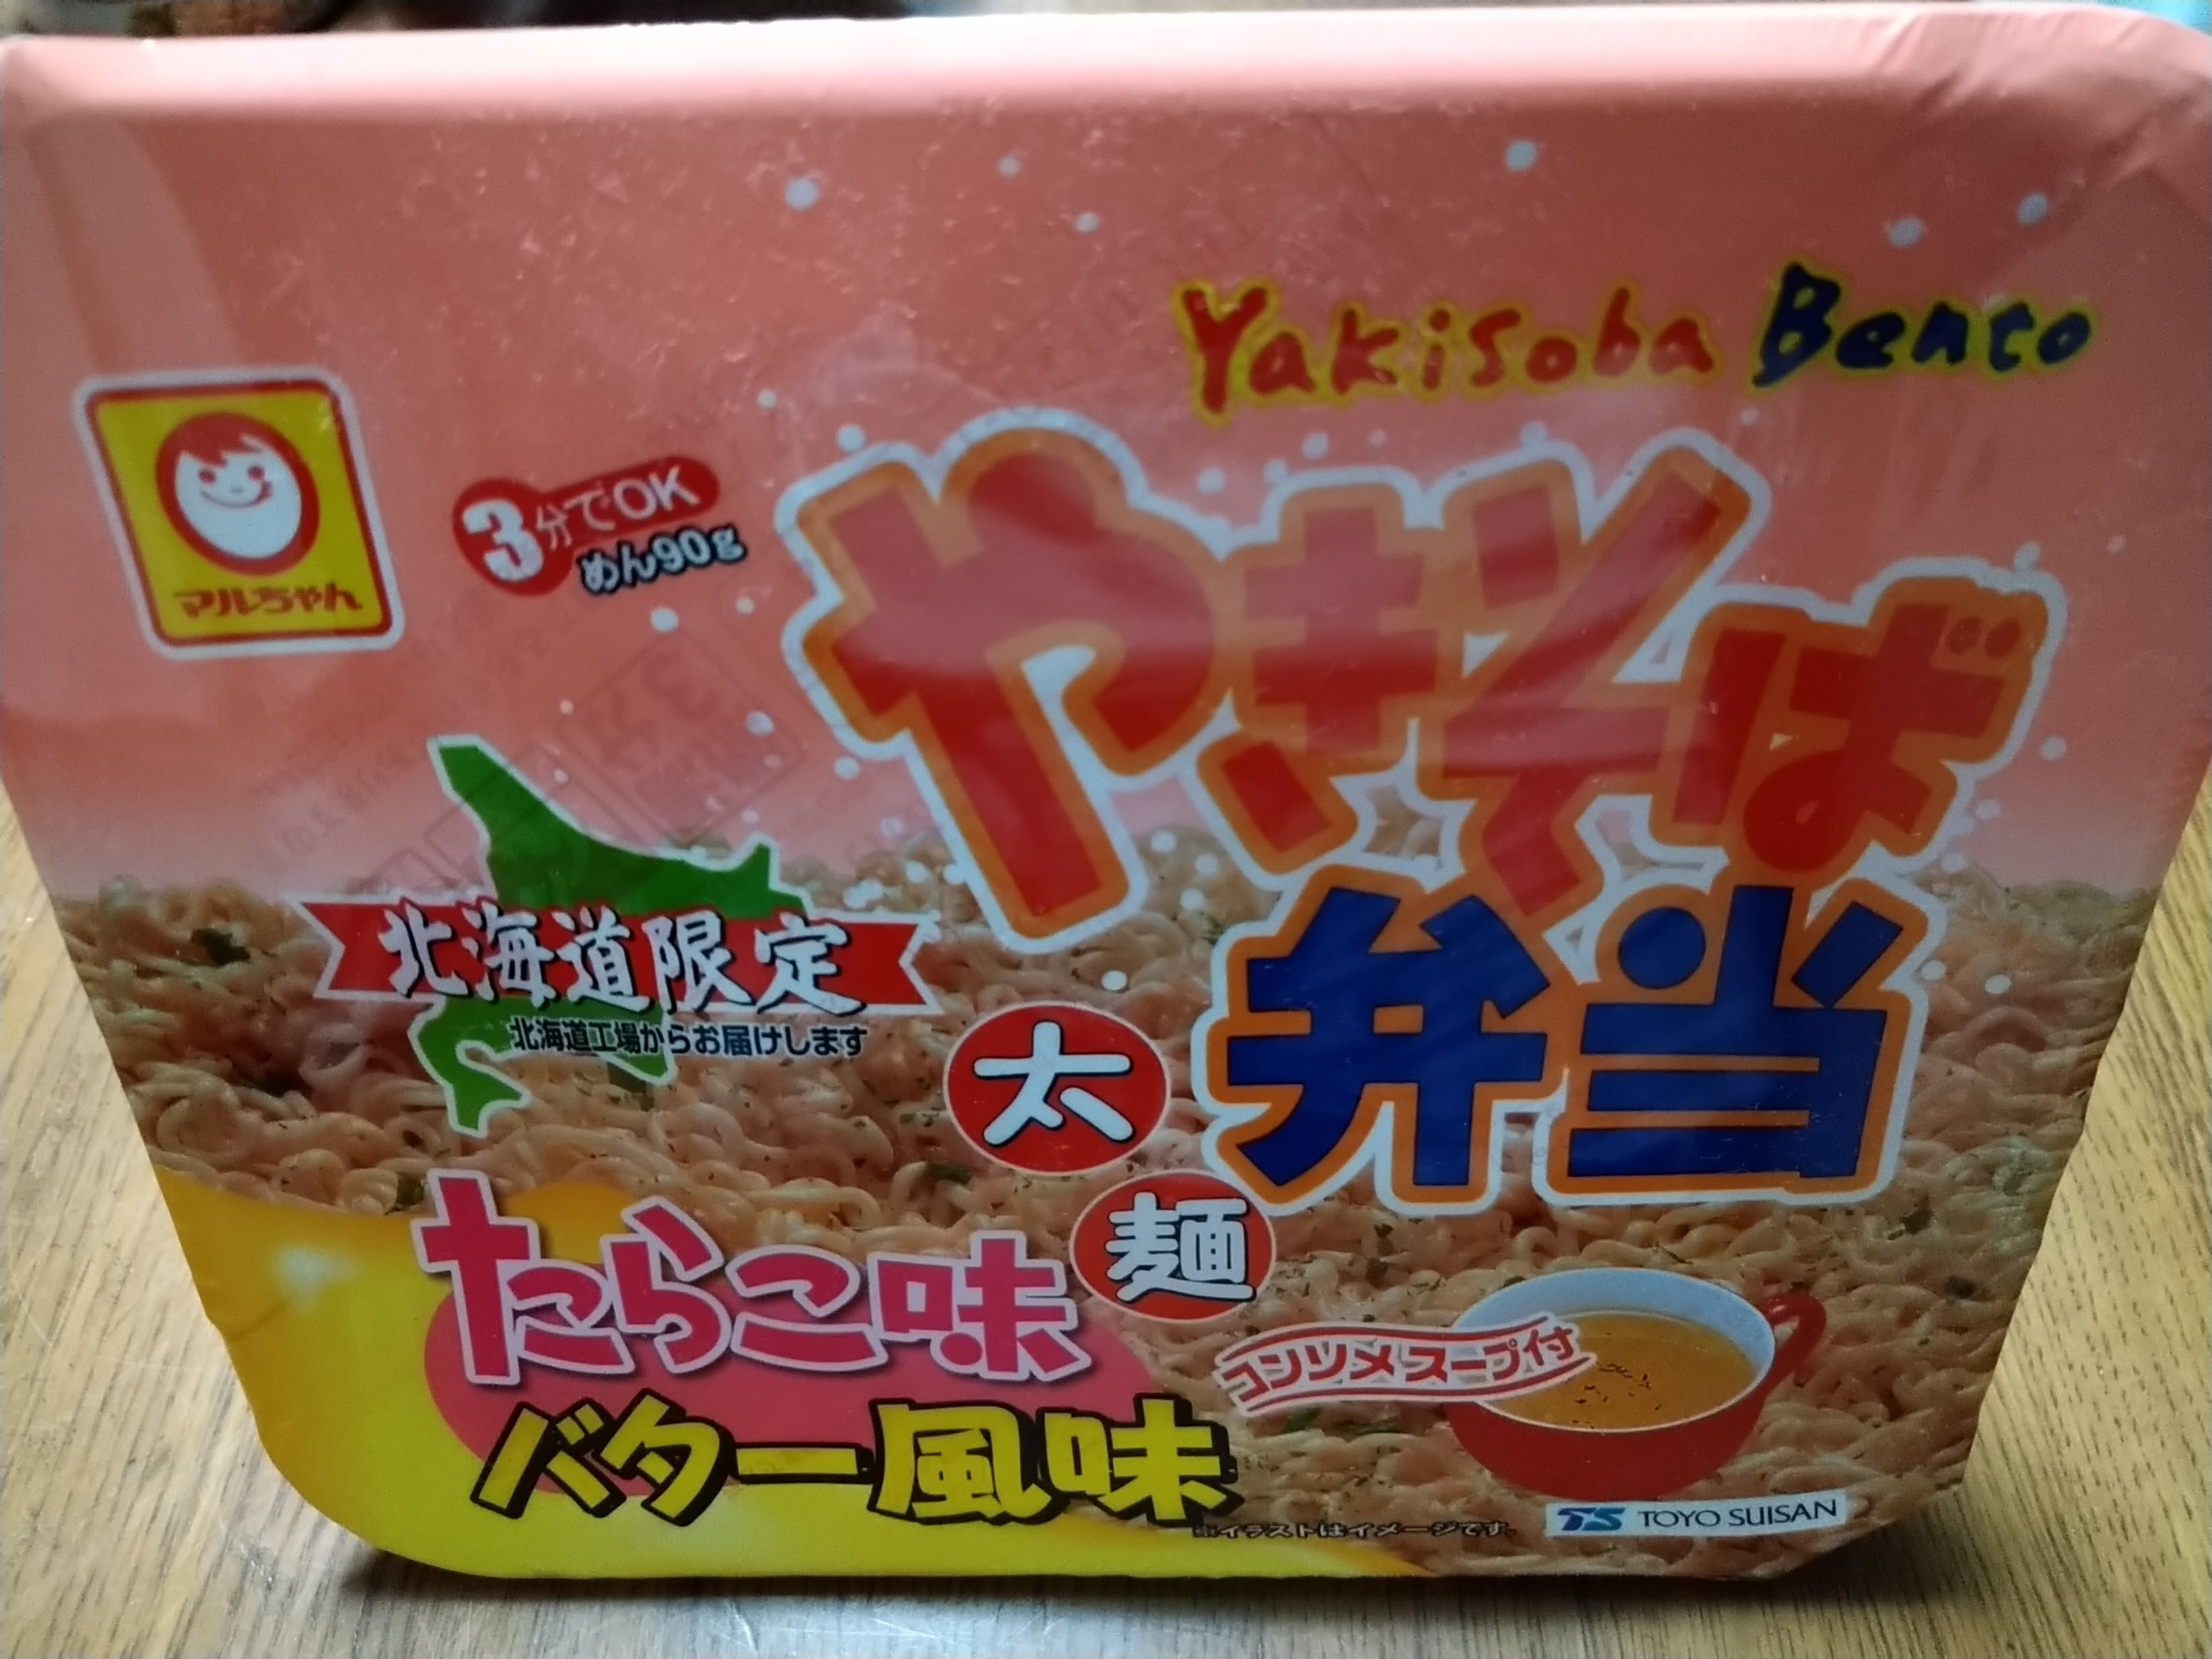 Yakisoba Bento
マルちゃん
3分でOK
めん90g
やきそば
弁当
北海道限定
北海道工場からお届けします
太
麺
たらこ味
バター風味
コンソメスープ付
※イラストはイメージです。
TS TOYO SUISAN